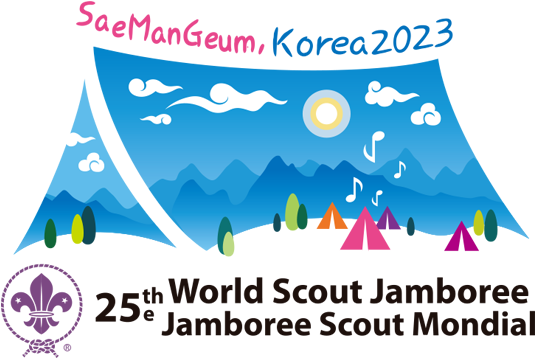 SaeManGeum, Korea2023
25th World Scout Jamboree
e Jamboree Scout Mondial
®